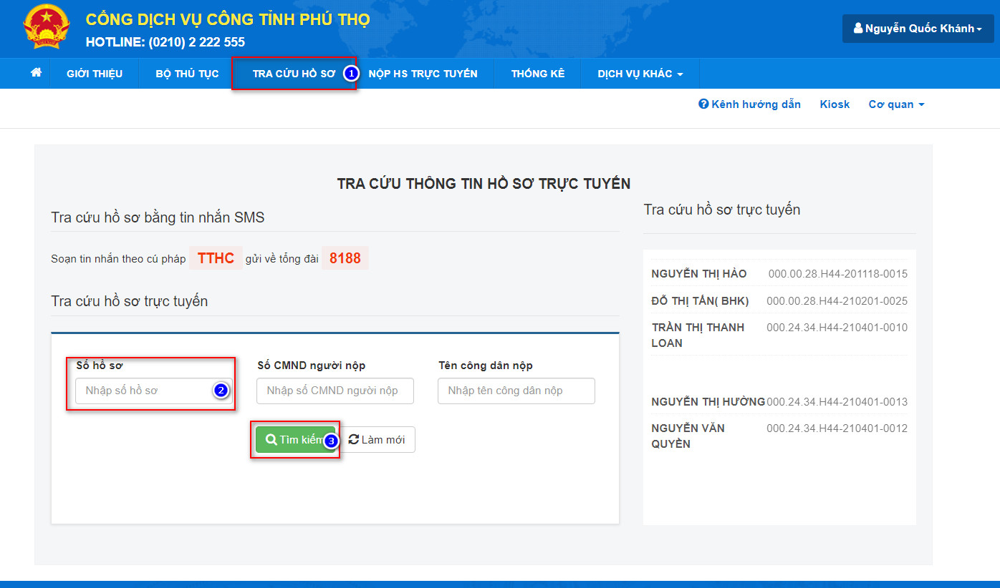 CỔNG DỊCH VỤ CÔNG TỈNH PHÚ THỌ
HOTLINE: (0210) 2 222 555
Nguyễn Quốc Khánh
GIỚI THIỆU
BỘ THỦ TỤC
TRA CỨU HỒ SƠ
1
NỘP HS TRỰC TUYẾN
THỐNG KÊ
DỊCH VỤ KHÁC
Kênh hướng dẫn
Kiosk
Cơ quan
TRA CỨU THÔNG TIN HỒ SƠ TRỰC TUYẾN
Tra cứu hồ sơ bằng tin nhắn SMS
Soạn tin nhắn theo cú pháp TTHC gửi về tổng đài 8188
Tra cứu hồ sơ trực tuyến
Số hồ sơ
Số CMND người nộp
Tên công dân nộp
Nhập số hồ sơ
2
Nhập số CMND người nộp
Nhập tên công dân nộp
Tìm kiếm
3
Làm mới
Tra cứu hồ sơ trực tuyến
NGUYỄN THỊ HẢO 000.00.28.H44-201118-0015
ĐỖ THỊ TẤN( BHK) 000.00.28.H44-210201-0025
TRẦN THỊ THANH 000.24.34.H44-210401-0010
LOAN
NGUYỄN THỊ HƯỜNG 000.24.34.H44-210401-0013
NGUYỄN VĂN 000.24.34.H44-210401-0012
QUYỀN